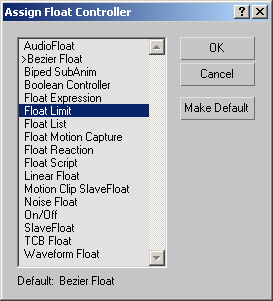 Assign Float Controller
AudioFloat
>Bezier Float
Biped SubAnim
Boolean Controller
Float Expression
Float Limit
Float List
Float Motion Capture
Float Reaction
Float Script
Linear Float
Motion Clip SlaveFloat
Noise Float
On/Off
SlaveFloat
TCB Float
Waveform Float
OK
Cancel
Make Default
Default: Bezier Float